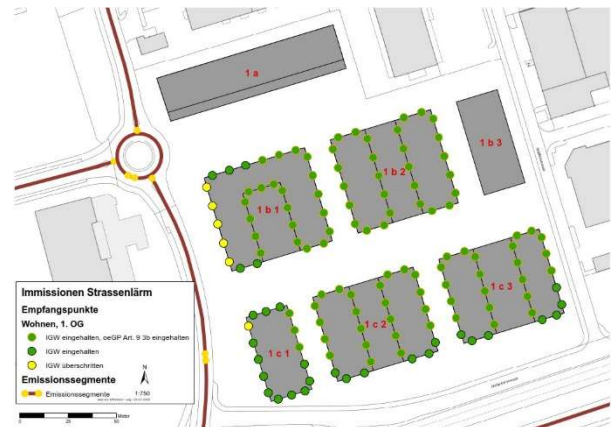 1 a
1 b 3
1 b 2
1 b 1
1 c 3
1 c 2
1 c 1
Immissionen Strassenlärm
Empfangspunkte
Wohnen, 1. OG
IGW eingehalten, oeGP Art. 9 3b eingehalten
IGW eingehalten
IGW überschritten
Emissionssegmente
Emissionssegmente
N
1:750
0
50
Meter